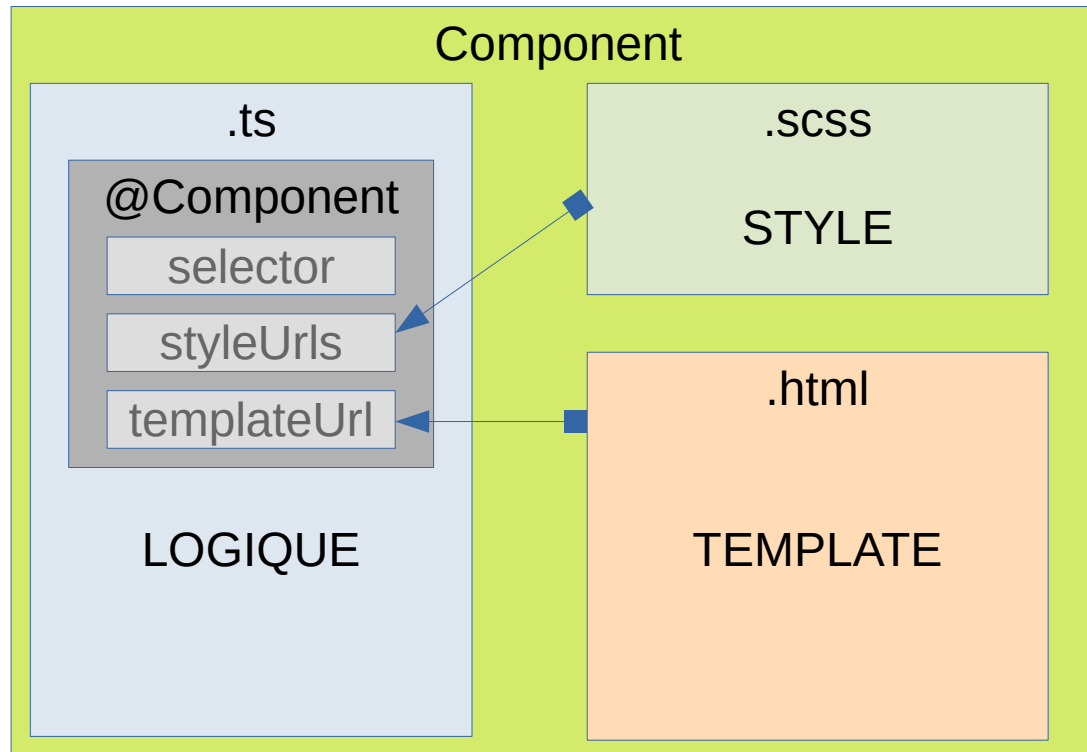 Component
.ts
@Component
selector
styleUrls
templateUrl
LOGIQUE
.scss
STYLE
.html
TEMPLATE